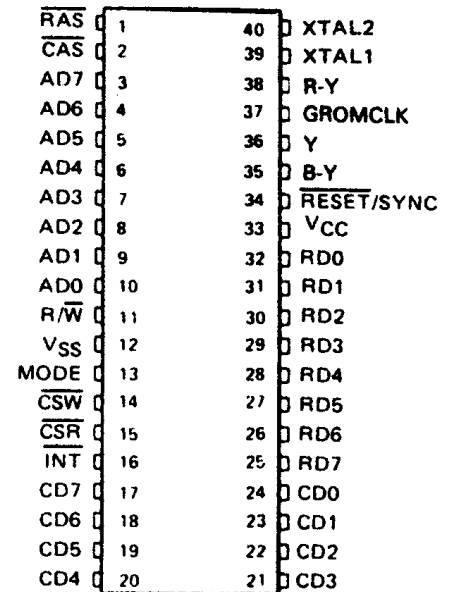 RAS 1 40 XTAL2
CAS 2 39 XTAL1
AD7 3 38 R-Y
AD6 4 37 GROMCLK
AD5 5 36 Y
AD4 6 35 B-Y
AD3 7 34 RESET/SYNC
AD2 8 33 VCC
AD1 9 32 RD0
AD0 10 31 RD1
R/W 11 30 RD2
VSS 12 29 RD3
MODE 13 28 RD4
CSW 14 27 RD5
CSR 15 26 RD6
INT 16 25 RD7
CD7 17 24 CD0
CD6 18 23 CD1
CD5 19 22 CD2
CD4 20 21 CD3